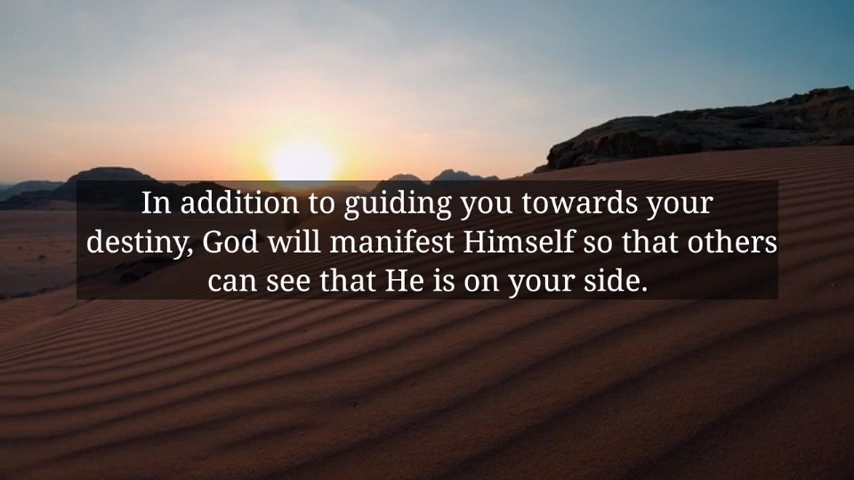 In addition to guiding you towards your
destiny, God will manifest Himself so that others
can see that He is on your side.